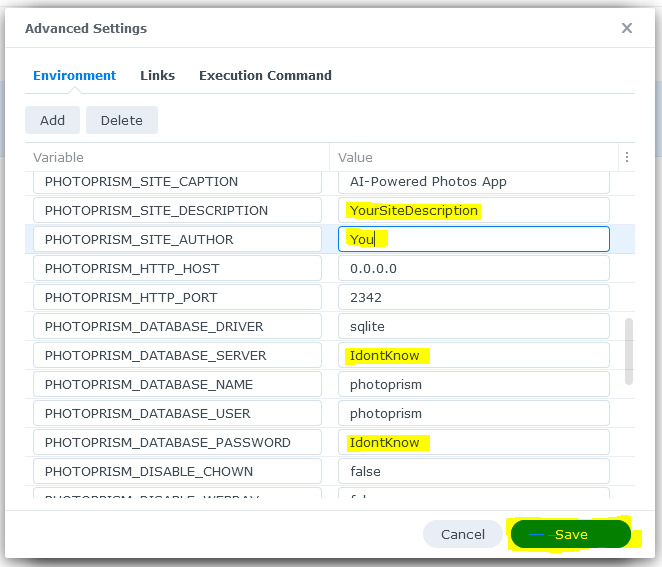 Advanced Settings
Environment Links Execution Command
Add Delete
Variable Value
PHOTOPRISM_SITE_CAPTION AI-Powered Photos App
PHOTOPRISM_SITE_DESCRIPTION YourSiteDescription
PHOTOPRISM_SITE_AUTHOR You
PHOTOPRISM_HTTP_HOST 0.0.0.0
PHOTOPRISM_HTTP_PORT 2342
PHOTOPRISM_DATABASE_DRIVER sqlite
PHOTOPRISM_DATABASE_SERVER IdontKnow
PHOTOPRISM_DATABASE_NAME photoprism
PHOTOPRISM_DATABASE_USER photoprism
PHOTOPRISM_DATABASE_PASSWORD IdontKnow
PHOTOPRISM_DISABLE_CHOWN false
Cancel Save